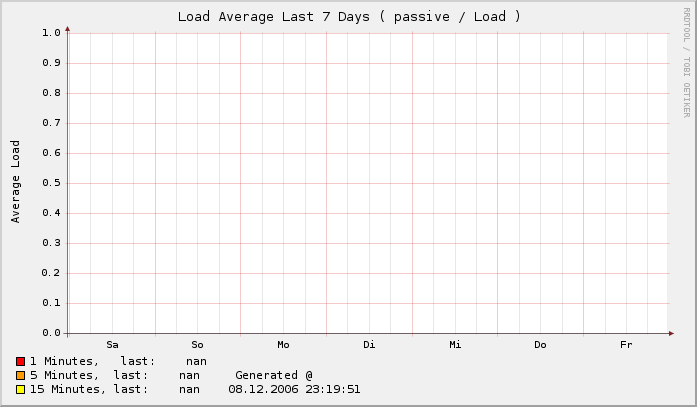 Load Average Last 7 Days ( passive / Load )
RRDTOOL / TOBI OETIKER
Average Load
1.0
0.9
0.8
0.7
0.6
0.5
0.4
0.3
0.2
0.1
0.0
Sa So Mo Di Mi Do Fr
1 Minutes, last: nan
5 Minutes, last: nan Generated @
15 Minutes, last: nan 08.12.2006 23:19:51